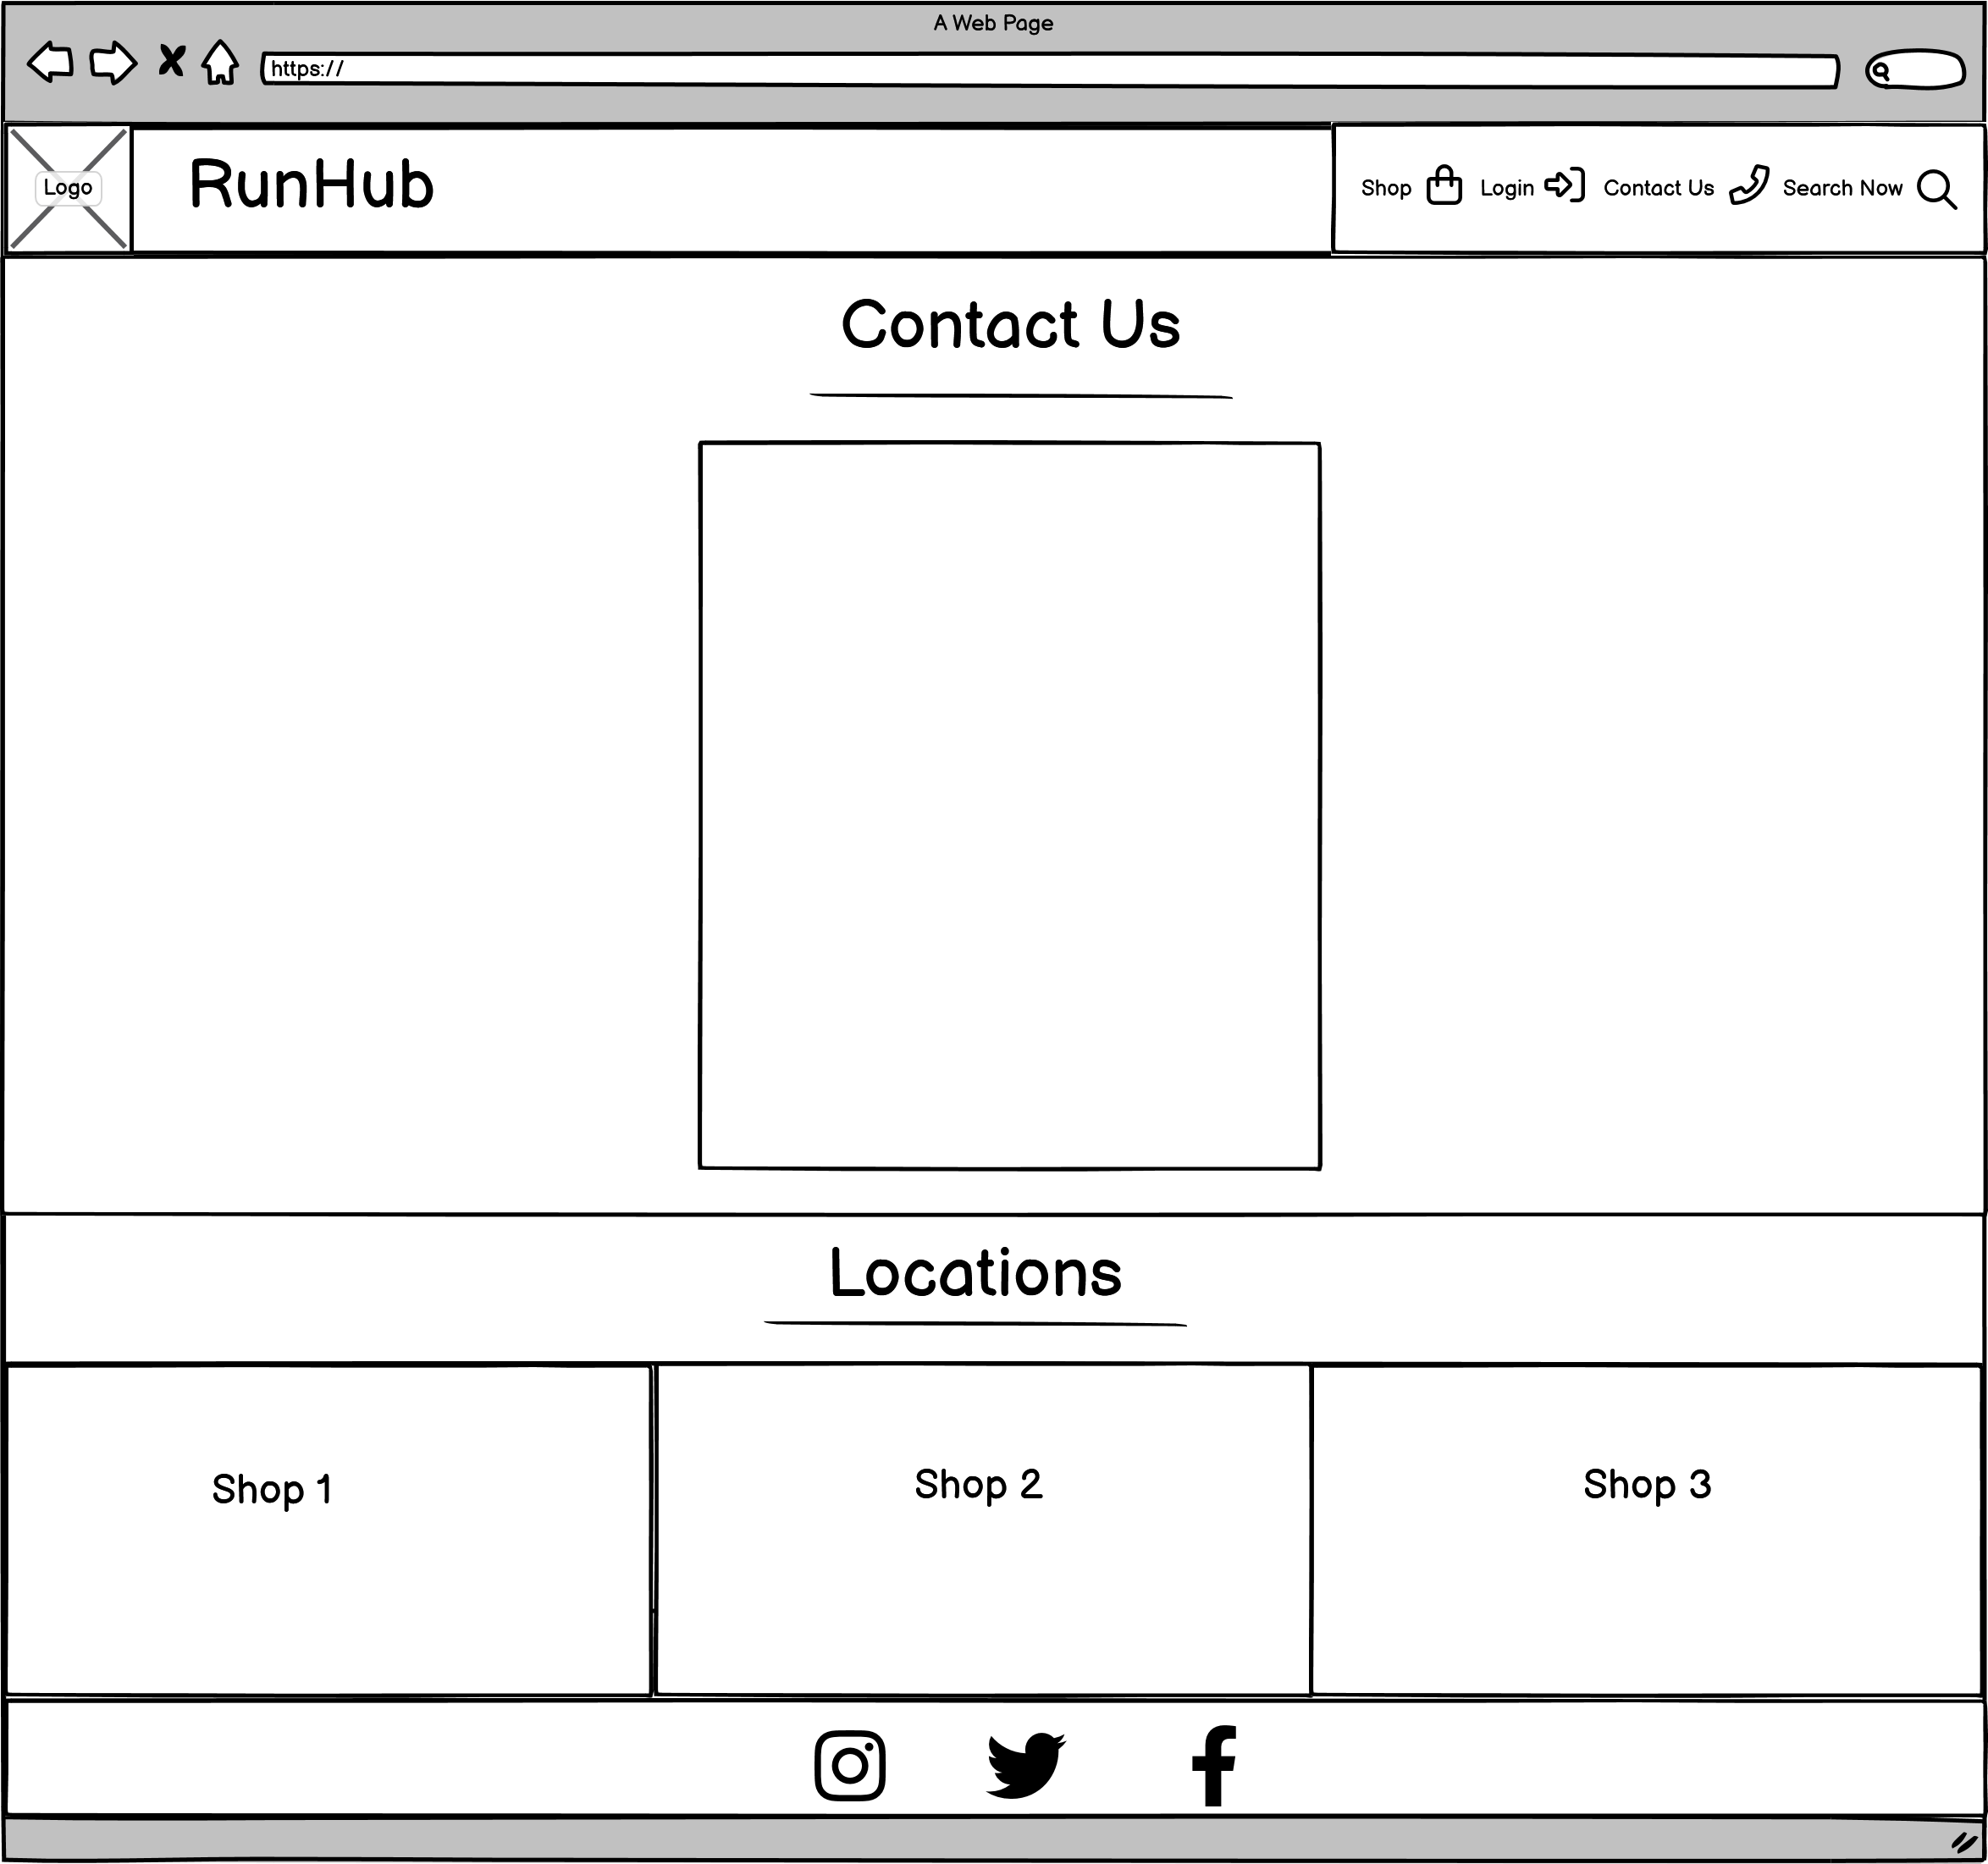 A Web Page
https://
Logo
RunHub
Shop
Login
Contact Us
Search Now
Contact Us
Locations
Shop 1
Shop 2
Shop 3